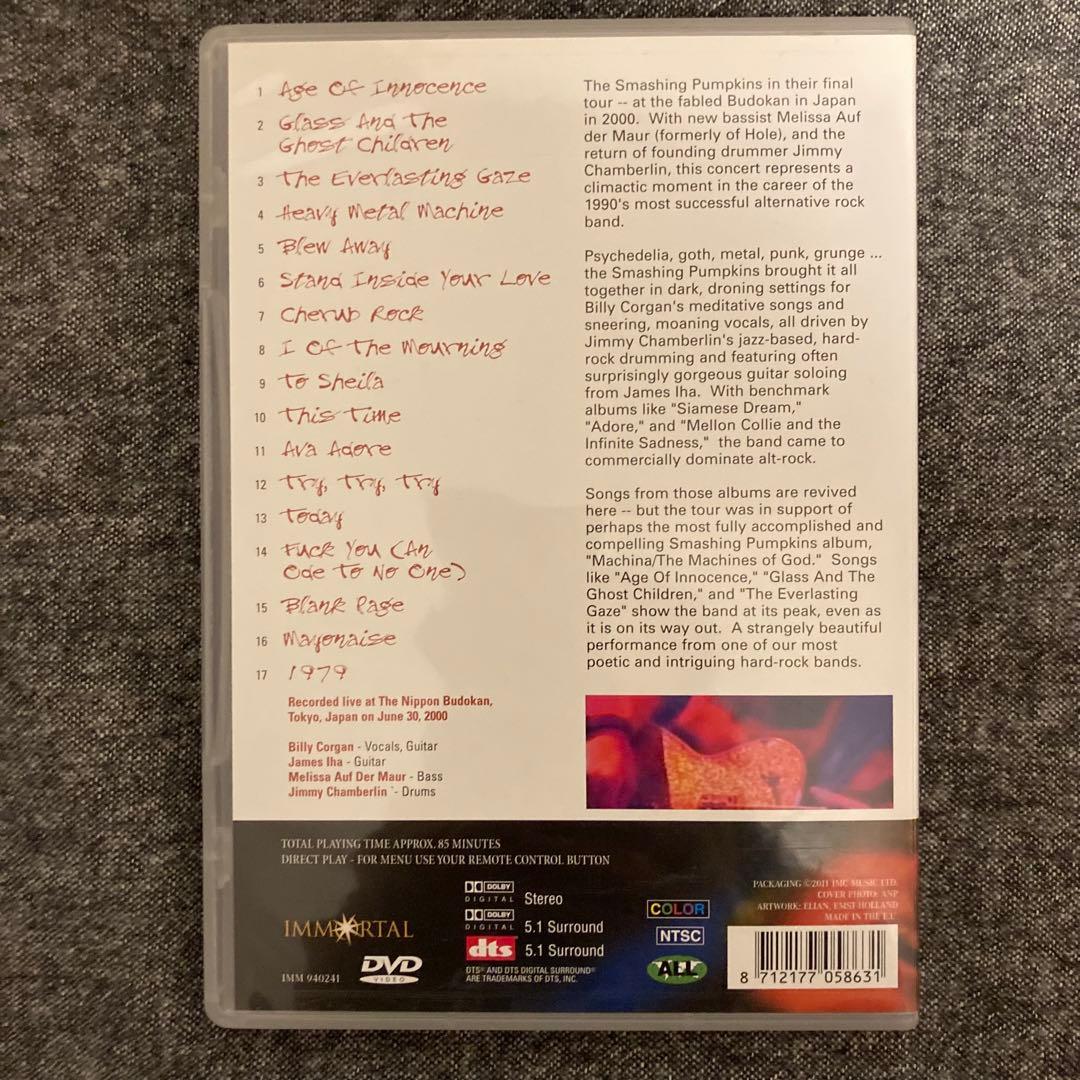 1 Age Of Innocence
2 Glass And The
Ghost Children
3 The Everlasting Gaze
4 Heavy Metal Machine
5 Blew Away
6 Stand Inside Your Love
7 Cherub Rock
8 I Of The Mourning
9 To Sheila
10 This Time
11 Ava Adore
12 Try, Try, Try
13 Today
14 Fuck You (An
Ode To No One)
15 Blank Page
16 Mayonaise
17 1979
Recorded live at The Nippon Budokan,
Tokyo, Japan on June 30, 2000
Billy Corgan - Vocals, Guitar
James Iha - Guitar
Melissa Auf Der Maur - Bass
Jimmy Chamberlin - Drums
The Smashing Pumpkins in their final
tour -- at the fabled Budokan in Japan
in 2000. With new bassist Melissa Auf
der Maur (formerly of Hole), and the
return of founding drummer Jimmy
Chamberlin, this concert represents a
climactic moment in the career of the
1990's most successful alternative rock
band.
Psychedelia, goth, metal, punk, grunge ...
the Smashing Pumpkins brought it all
together in dark, droning settings for
Billy Corgan's meditative songs and
sneering, moaning vocals, all driven by
Jimmy Chamberlin's jazz-based, hard-
rock drumming and featuring often
surprisingly gorgeous guitar soloing
from James Iha. With benchmark
albums like "Siamese Dream,"
"Adore," and "Mellon Collie and the
Infinite Sadness," the band came to
commercially dominate alt-rock.
Songs from those albums are revived
here -- but the tour was in support of
perhaps the most fully accomplished and
compelling Smashing Pumpkins album,
"Machina/The Machines of God." Songs
like "Age Of Innocence," "Glass And The
Ghost Children," and "The Everlasting
Gaze" show the band at its peak, even as
it is on its way out. A strangely beautiful
performance from one of our most
poetic and intriguing hard-rock bands.
TOTAL PLAYING TIME APPROX. 85 MINUTES
DIRECT PLAY - FOR MENU USE YOUR REMOTE CONTROL BUTTON
IMMORTAL
IMM 940241
DVD
VIDEO
DOLBY
DIGITAL Stereo
DOLBY
DIGITAL 5.1 Surround
dts 5.1 Surround
DTS® AND DTS DIGITAL SURROUND®
ARE TRADEMARKS OF DTS, INC.
COLOR
NTSC
ALL
PACKAGING ©2011 IMC MUSIC LTD.
COVER PHOTO: ANP
ARTWORK: ELIAN, EMST HOLLAND
MADE IN THE E.U.
8 712177 058631